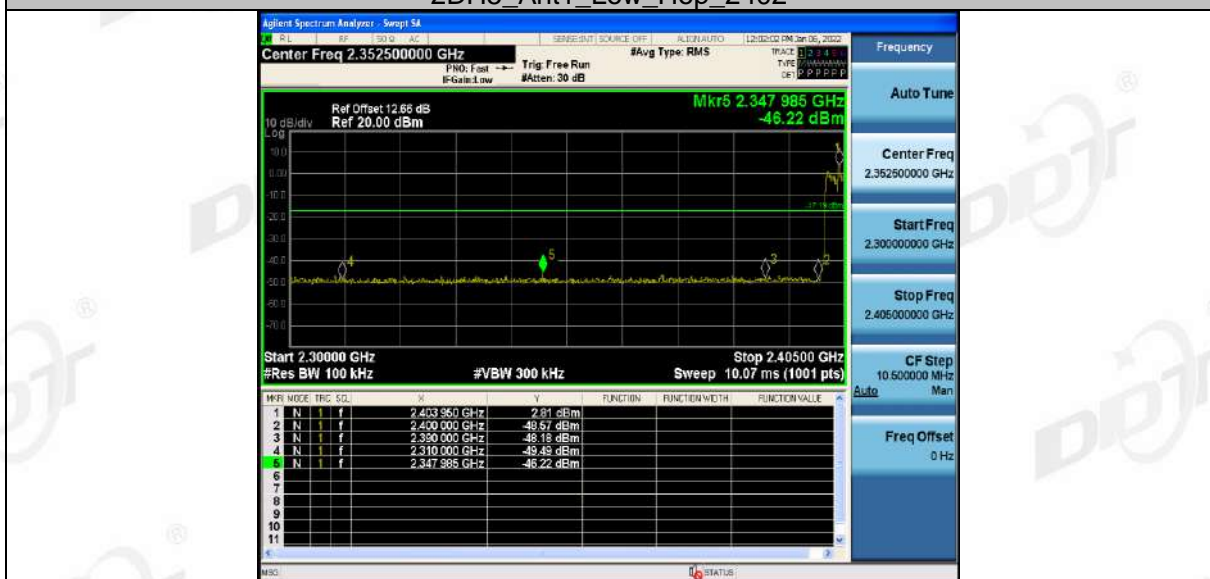 2DH5_Ant1_Low_Hop_2402
Agilent Spectrum Analyzer - Swept SA
RL RF 50 Ω AC SENSE:INT SOURCE OFF ALIGN AUTO 12:02:02 PM Jan 06, 2022
Center Freq 2.352500000 GHz #Avg Type: RMS TRACE 1 2 3 4 5 6
PNO: Fast Trig: Free Run TYPE
IFGain:Low #Atten: 30 dB DET P P P P P P
Frequency
Auto Tune
Mkr5 2.347 985 GHz
Ref Offset 12.66 dB
-46.22 dBm
10 dB/div Ref 20.00 dBm
Log
10.0
0.00
-10.0
-20.0
-30.0
-40.0
-50.0
-60.0
-70.0
-17.19 dBm
4
5
3
2
Center Freq
2.352500000 GHz
Start Freq
2.300000000 GHz
Stop Freq
2.405000000 GHz
CF Step
10.500000 MHz
Auto Man
Freq Offset
0 Hz
Start 2.30000 GHz Stop 2.40500 GHz
#Res BW 100 kHz #VBW 300 kHz Sweep 10.07 ms (1001 pts)
MKR MODE TRC SCL X Y FUNCTION FUNCTION WIDTH FUNCTION VALUE
1 N 1 f 2.403 950 GHz 2.81 dBm
2 N 1 f 2.400 000 GHz -48.57 dBm
3 N 1 f 2.390 000 GHz -48.18 dBm
4 N 1 f 2.310 000 GHz -49.49 dBm
5 N 1 f 2.347 985 GHz -46.22 dBm
6
7
8
9
10
11
MSG STATUS